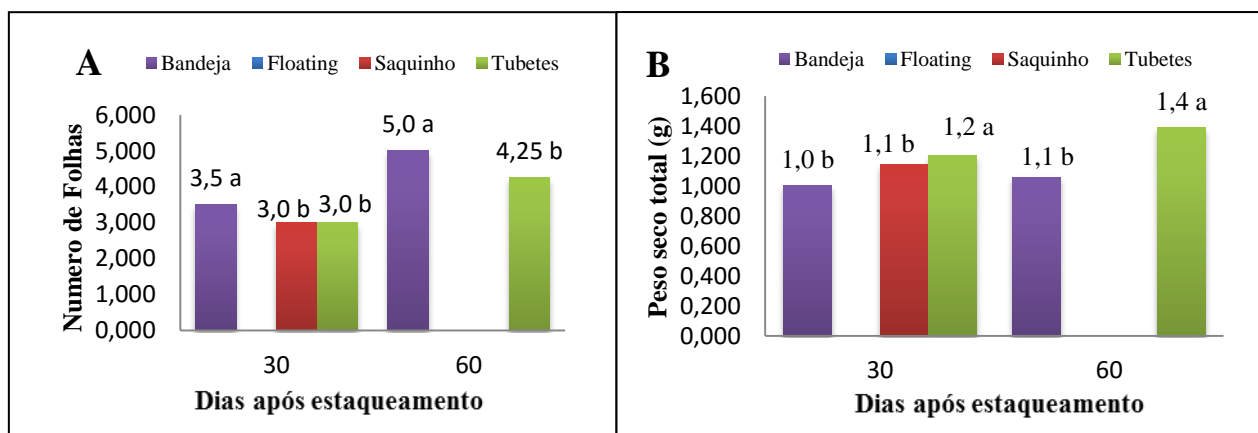 A
Bandeja Floating Saquinho Tubetes
Numero de Folhas
6,000
5,000
4,000
3,000
2,000
1,000
0,000
3,5 a
3,0 b
3,0 b
5,0 a
4,25 b
30 60
Dias após estaqueamento
B
Bandeja Floating Saquinho Tubetes
Peso seco total (g)
1,600
1,400
1,200
1,000
0,800
0,600
0,400
0,200
0,000
1,0 b
1,1 b
1,2 a
1,1 b
1,4 a
30 60
Dias após estaqueamento